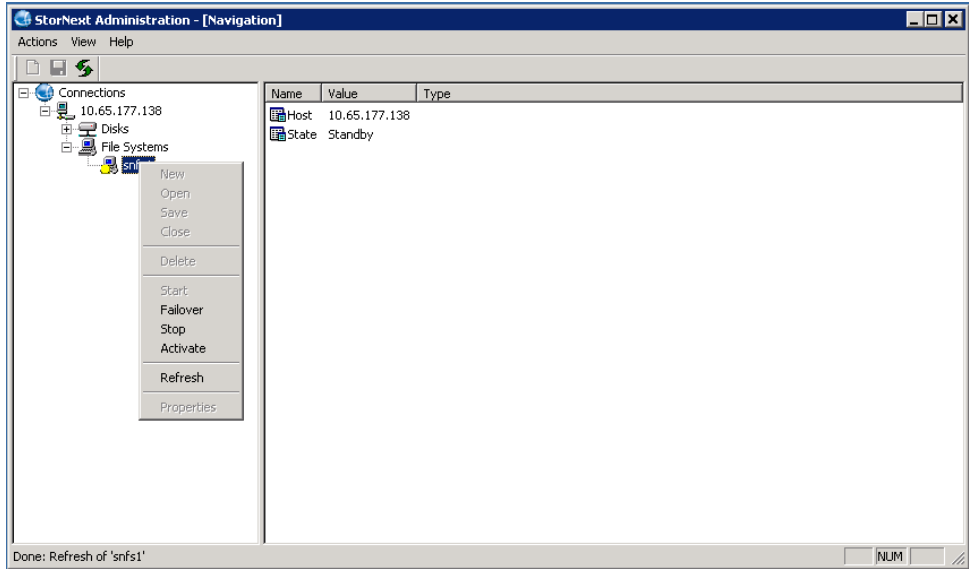 StorNext Administration - [Navigation]
Actions View Help
Connections
10.65.177.138
Disks
File Systems
Name Value Type
Host 10.65.177.138
State Standby
New
Open
Save
Close
Delete
Start
Failover
Stop
Activate
Refresh
Properties
Done: Refresh of 'snfs1'
NUM